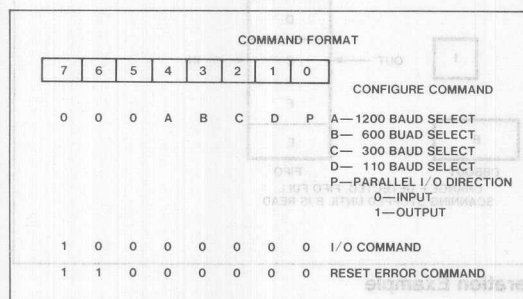 COMMAND FORMAT
7 6 5 4 3 2 1 0
CONFIGURE COMMAND
0 0 0 A B C D P A—1200 BAUD SELECT
B— 600 BUAD SELECT
C— 300 BAUD SELECT
D— 110 BAUD SELECT
P—PARALLEL I/O DIRECTION
0—INPUT
1—OUTPUT
1 0 0 0 0 0 0 0 I/O COMMAND
1 1 0 0 0 0 0 0 RESET ERROR COMMAND